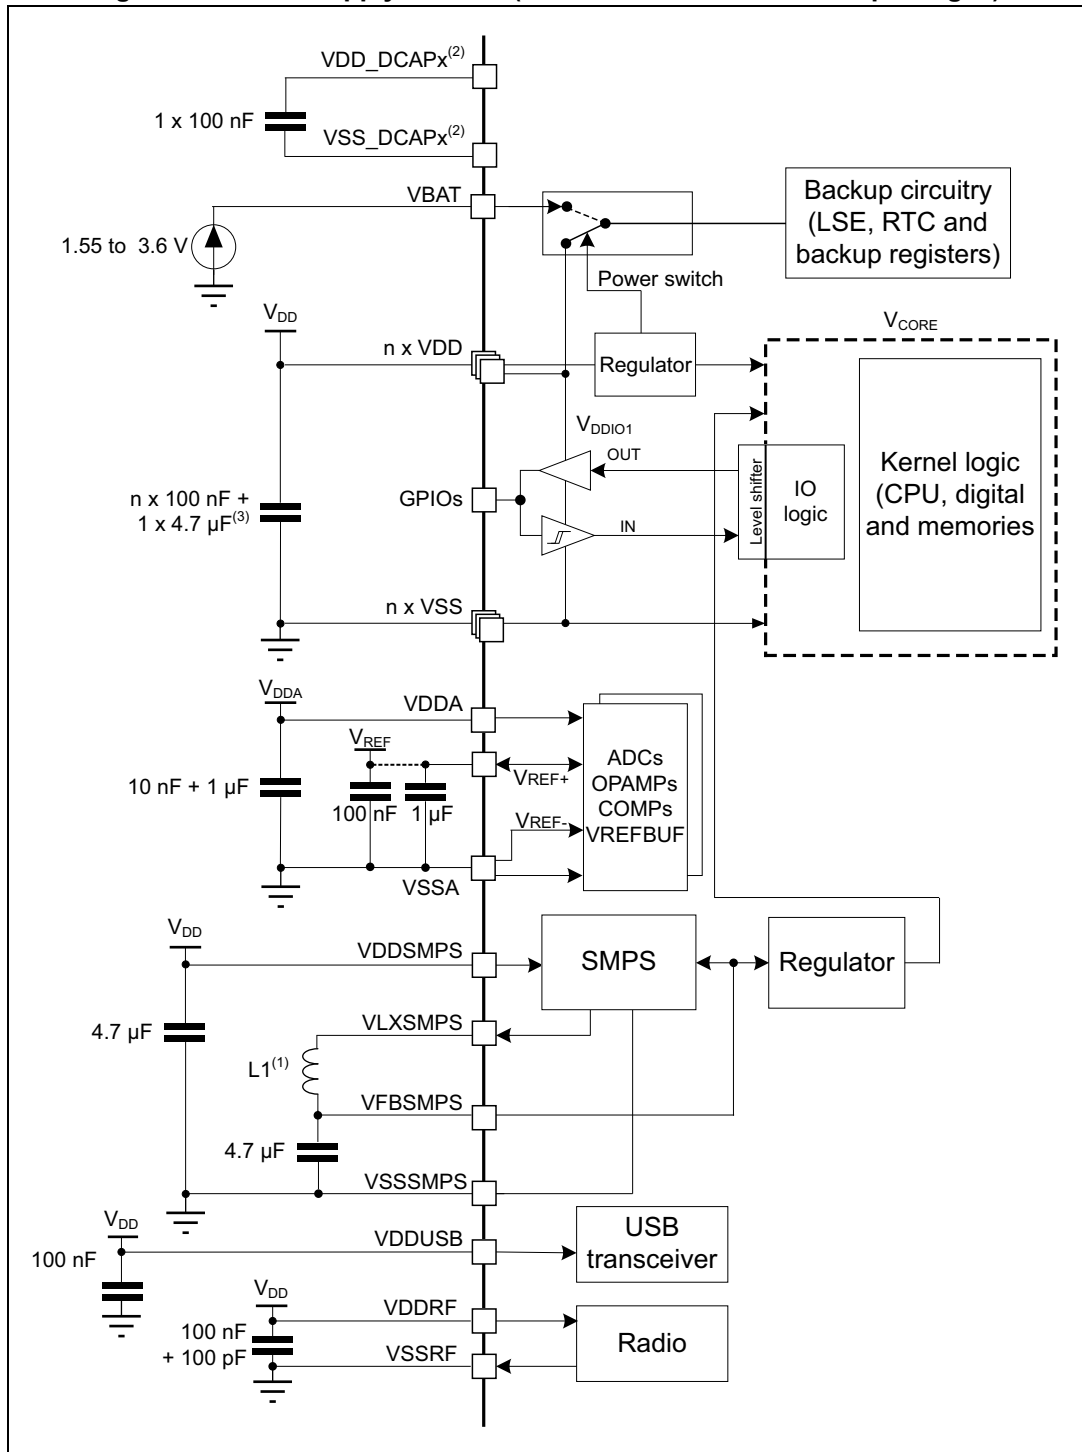 VDD_DCAPx(2)
1 x 100 nF
VSS_DCAPx(2)
VBAT
1.55 to 3.6 V
Power switch
Backup circuitry
(LSE, RTC and
backup registers)
VDD
n x VDD
Regulator
VCORE
VDDIO1
OUT
GPIOs
IN
Level shifter
IO
logic
Kernel logic
(CPU, digital
and memories
n x 100 nF +
1 x 4.7 µF(3)
n x VSS
VDDA
VDDA
VREF
10 nF + 1 µF
100 nF
1 µF
VREF+
VREF-
ADCs
OPAMPs
COMPs
VREFBUF
VSSA
VDD
VDDSMPS
SMPS
Regulator
4.7 µF
VLXSMPS
L1(1)
VFBSMPS
4.7 µF
VSSSMPS
VDD
100 nF
VDDUSB
USB
transceiver
VDD
VDDRF
100 nF
+ 100 pF
VSSRF
Radio